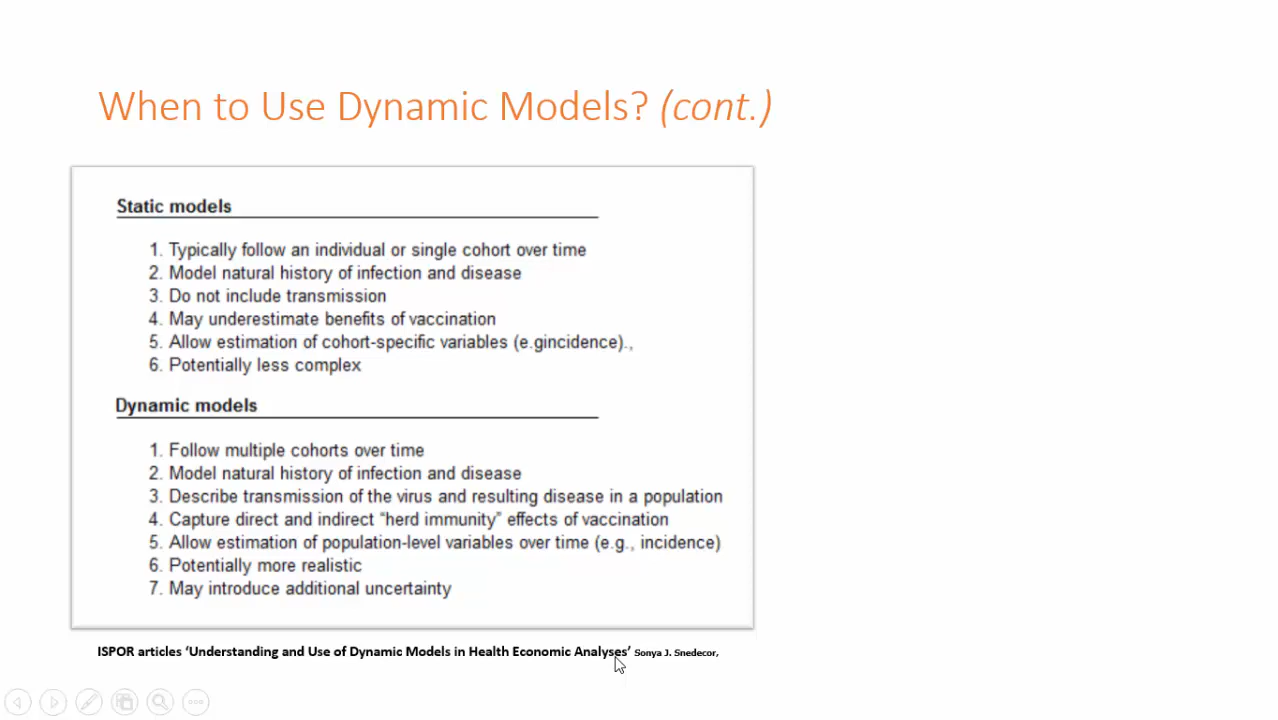 When to Use Dynamic Models? (cont.)
Static models
1. Typically follow an individual or single cohort over time
2. Model natural history of infection and disease
3. Do not include transmission
4. May underestimate benefits of vaccination
5. Allow estimation of cohort-specific variables (e.gincidence).,
6. Potentially less complex
Dynamic models
1. Follow multiple cohorts over time
2. Model natural history of infection and disease
3. Describe transmission of the virus and resulting disease in a population
4. Capture direct and indirect “herd immunity” effects of vaccination
5. Allow estimation of population-level variables over time (e.g., incidence)
6. Potentially more realistic
7. May introduce additional uncertainty
ISPOR articles ‘Understanding and Use of Dynamic Models in Health Economic Analyses’ Sonya J. Snedecor,